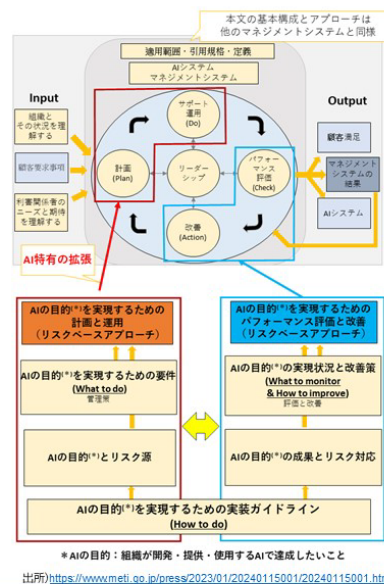 本文の基本構成とアプローチは
他のマネジメントシステムと同様
適用範囲・引用規格・定義
AIシステム
マネジメントシステム
Input
組織と
その状況を理
解する
顧客要求事項
利害関係者の
ニーズと期待
を理解する
サポート
運用
(Do)
計画
(Plan)
リーダー
シップ
パフォー
マンス
評価
(Check)
改善
(Action)
Output
顧客満足
マネジメント
システムの
結果
AIシステム
AI特有の拡張
AIの目的(*)を実現するための
計画と運用
(リスクベースアプローチ)
AIの目的(*)を実現するための要件
(What to do)
管理策
AIの目的(*)とリスク源
AIの目的(*)を実現するための
パフォーマンス評価と改善
(リスクベースアプローチ)
AIの目的(*)の実現状況と改善策
(What to monitor
& How to improve)
評価と改善
AIの目的(*)の成果とリスク対応
AIの目的(*)を実現するための実装ガイドライン
(How to do)
*AIの目的：組織が開発・提供・使用するAIで達成したいこと
出所)https://www.meti.go.jp/press/2023/01/20240115001/20240115001.htm